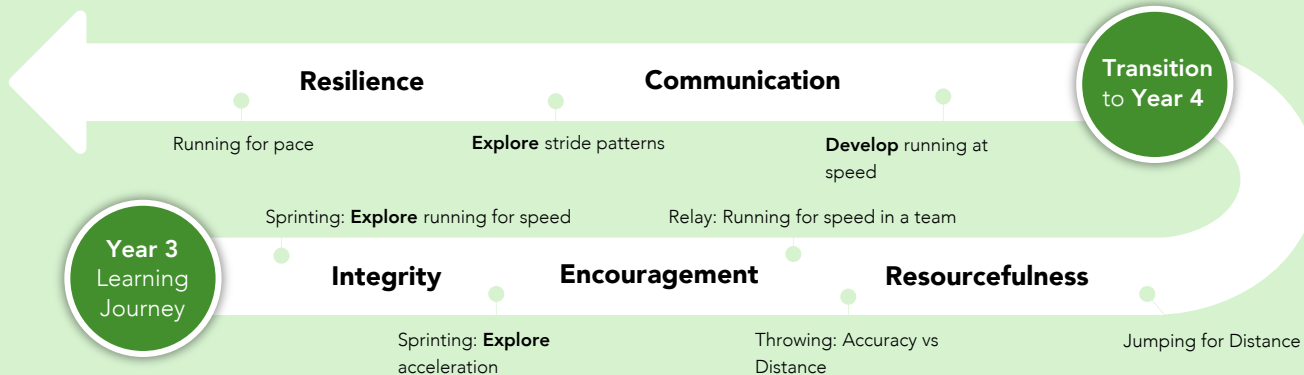 Resilience
Communication
Transition
to Year 4
Running for pace
Explore stride patterns
Develop running at
speed
Sprinting: Explore running for speed
Relay: Running for speed in a team
Year 3
Learning
Journey
Integrity
Encouragement
Resourcefulness
Sprinting: Explore
acceleration
Throwing: Accuracy vs
Distance
Jumping for Distance